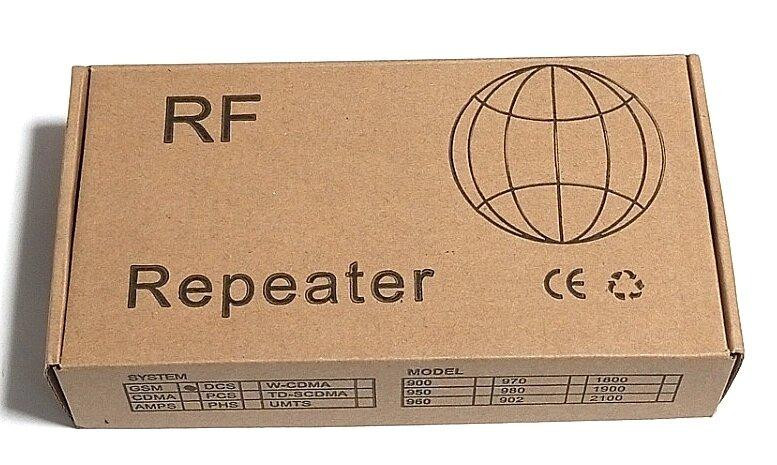 RF
Repeater
CE
SYSTEM
GSM DCS W-CDMA
CDMA PCS TD-SCDMA
AMPS PHS UMTS
MODEL
900 970 1800
950 980 1900
960 902 2100